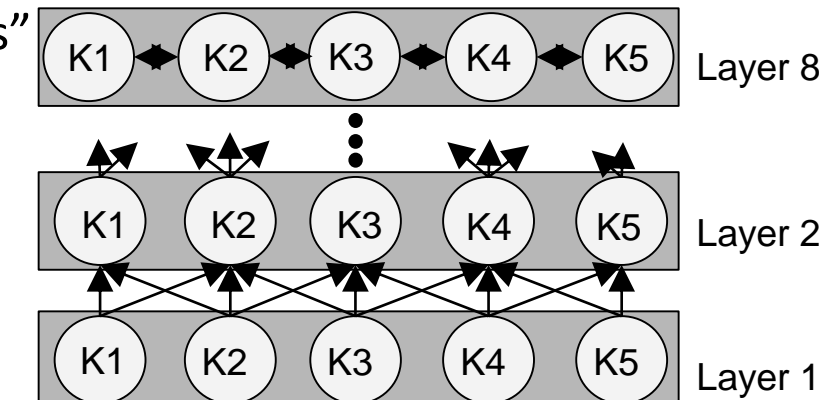 s”
K1 K2 K3 K4 K5 Layer 8
K1 K2 K3 K4 K5 Layer 2
K1 K2 K3 K4 K5 Layer 1